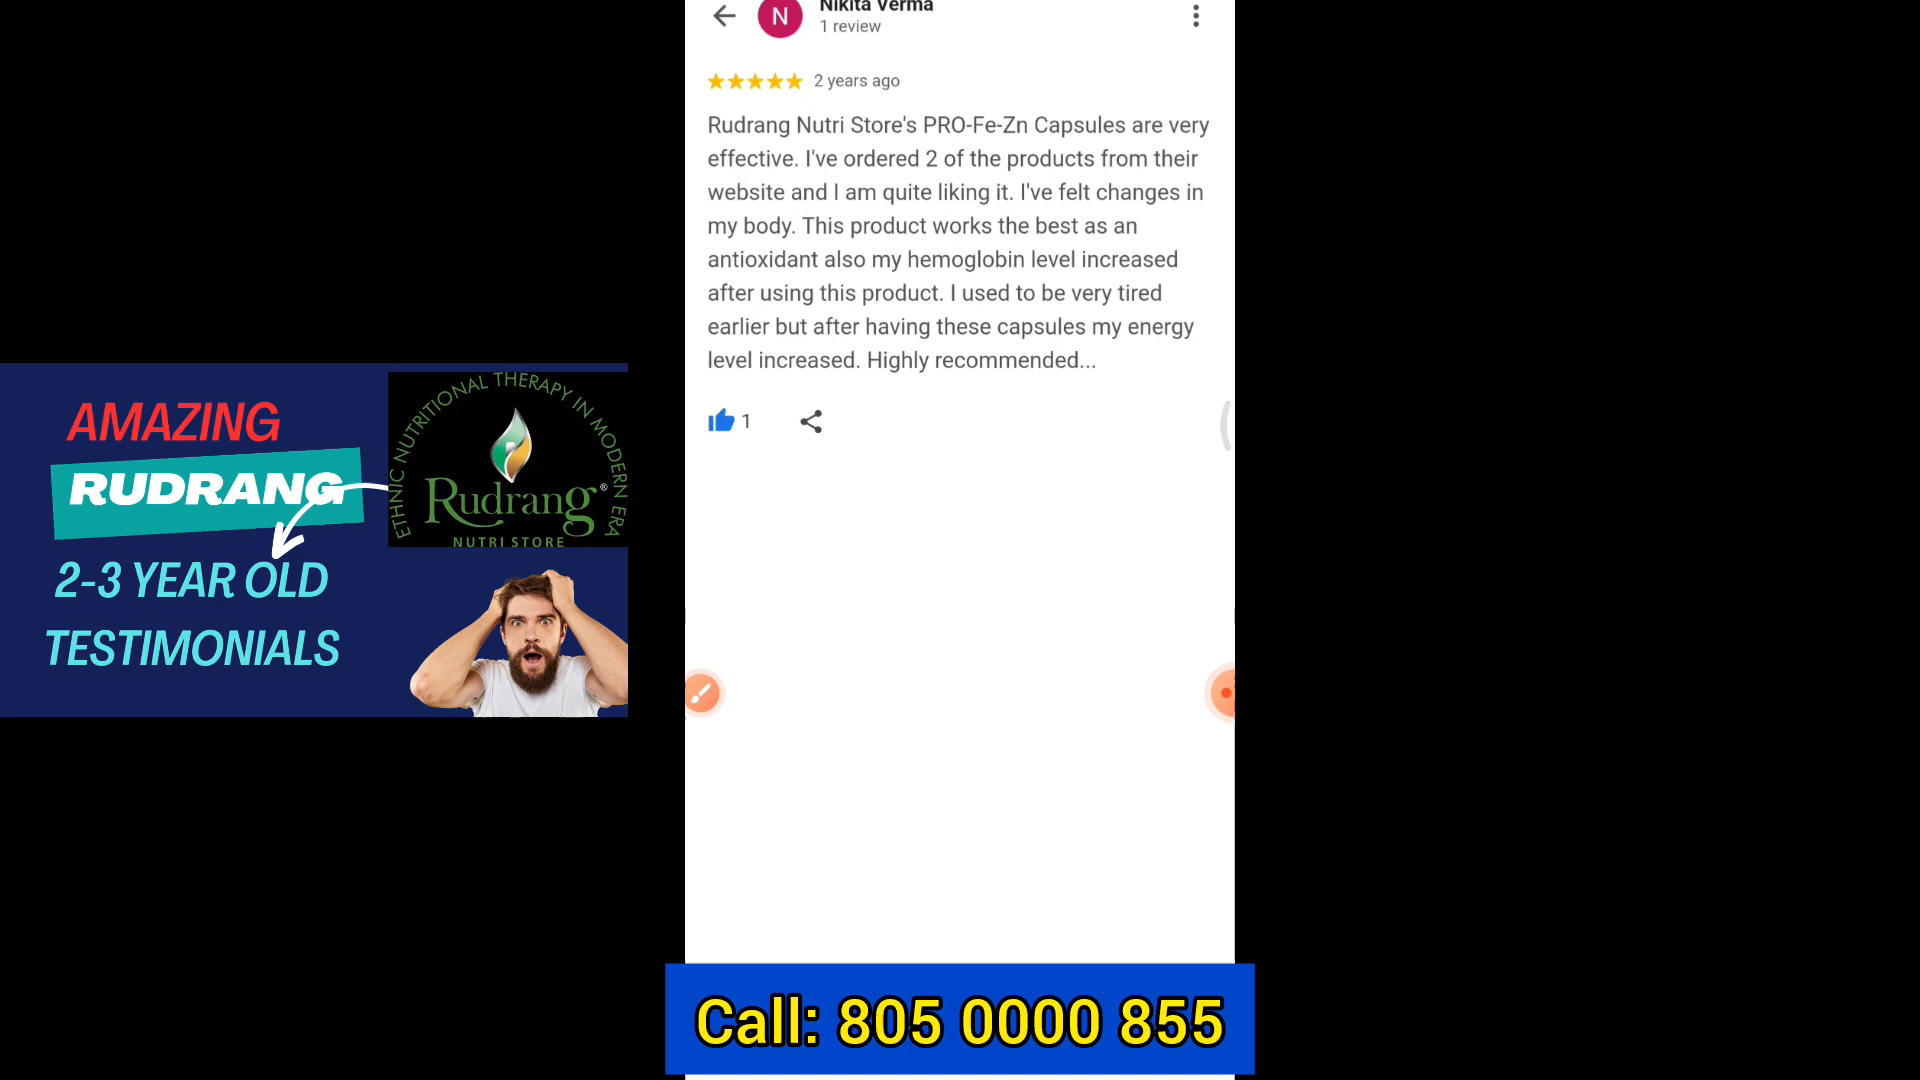 Nikita Verma
1 review
2 years ago
Rudrang Nutri Store's PRO-Fe-Zn Capsules are very
effective. I've ordered 2 of the products from their
website and I am quite liking it. I've felt changes in
my body. This product works the best as an
antioxidant also my hemoglobin level increased
after using this product. I used to be very tired
earlier but after having these capsules my energy
level increased. Highly recommended...
1
N
AMAZING
RUDRANG
2-3 YEAR OLD
TESTIMONIALS
ETHNIC NUTRITIONAL THERAPY IN MODERN ERA
Rudrang®
NUTRI STORE
Call: 805 0000 855